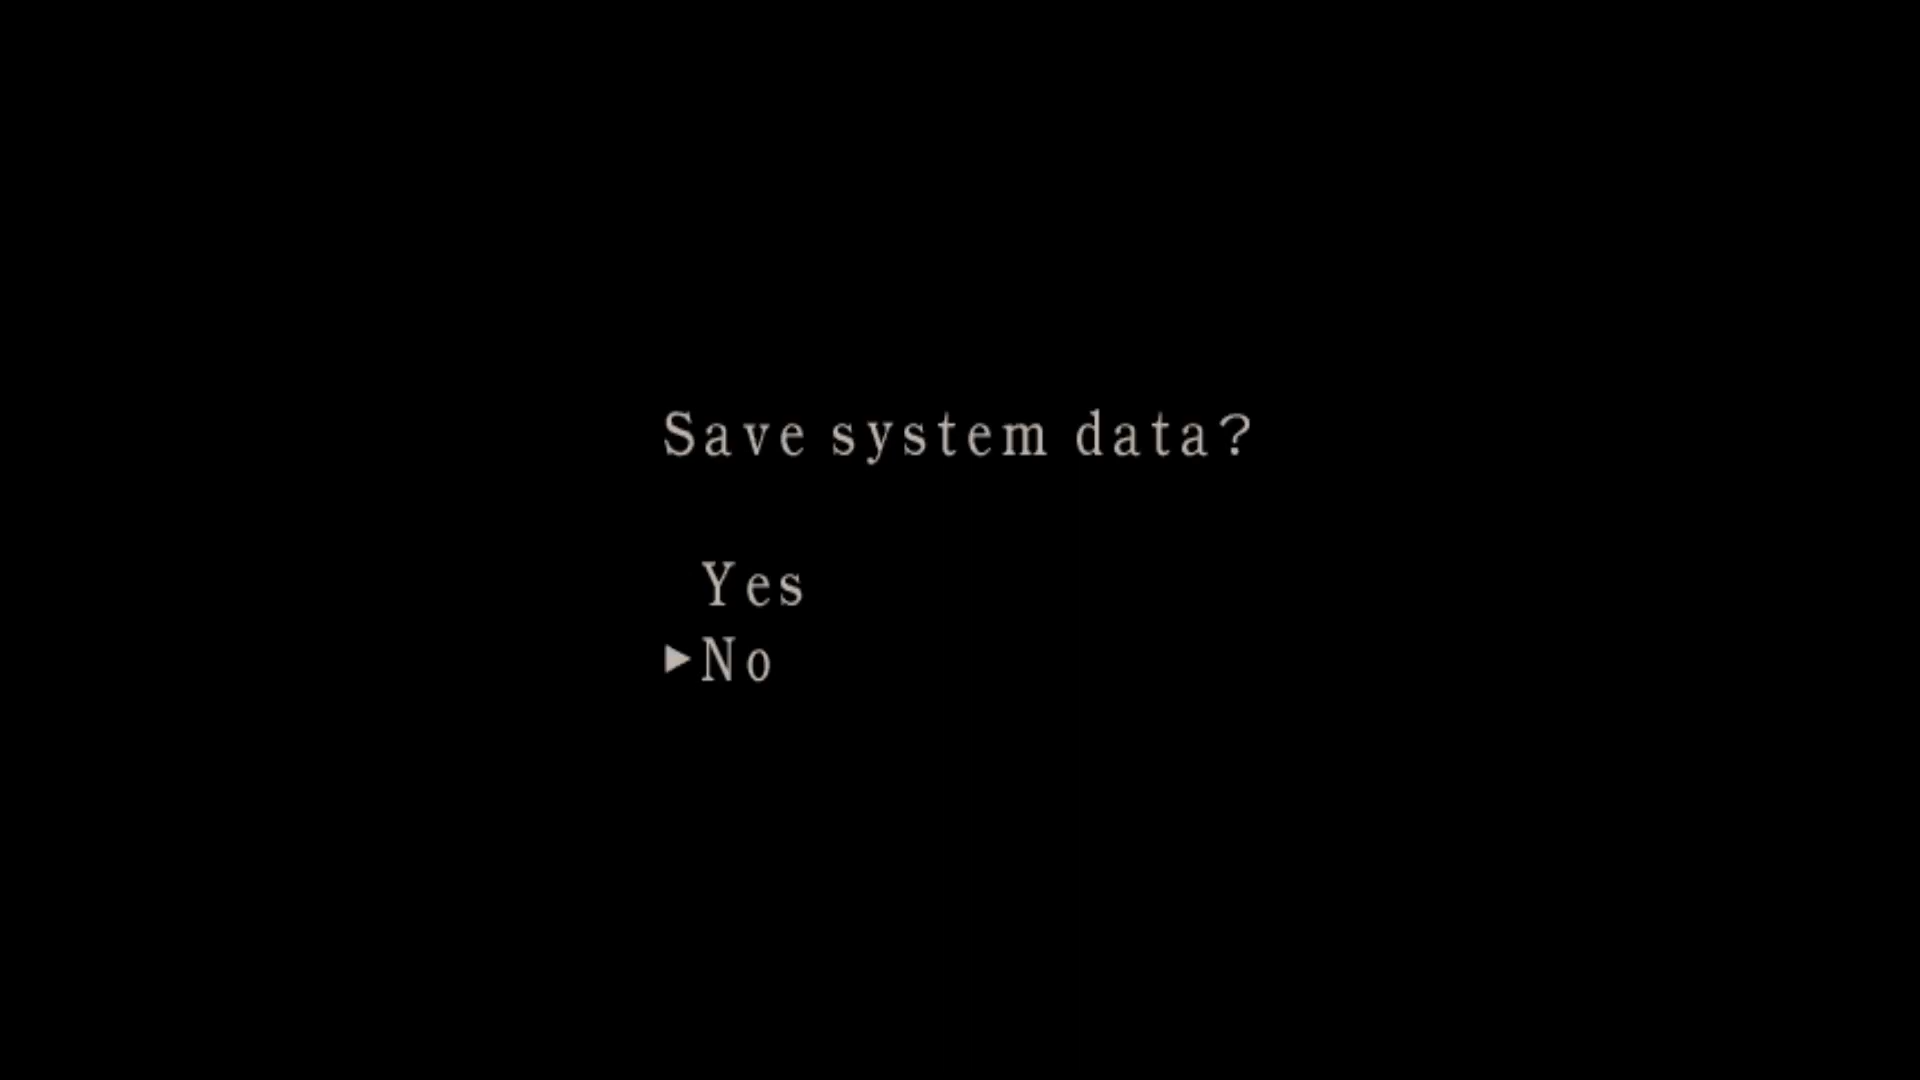 Save system data?
Yes
►No